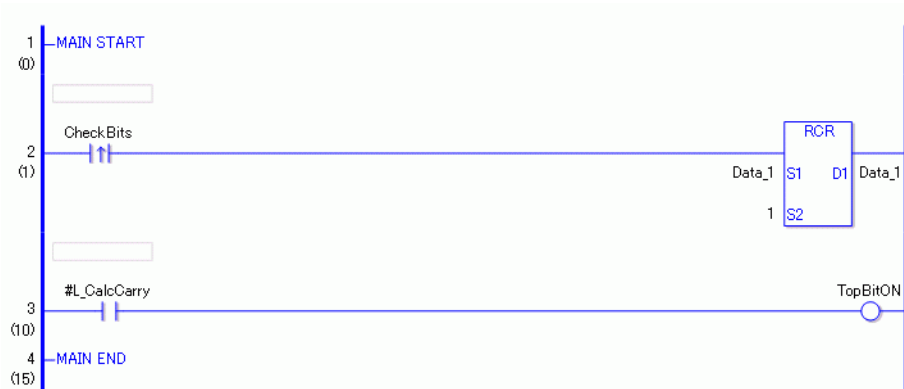 1 MAIN START
(0)
CheckBits
RCR
2
(1)
Data_1 S1 D1 Data_1
1 S2
#L_CalcCarry TopBitON
3
(10)
4 MAIN END
(15)